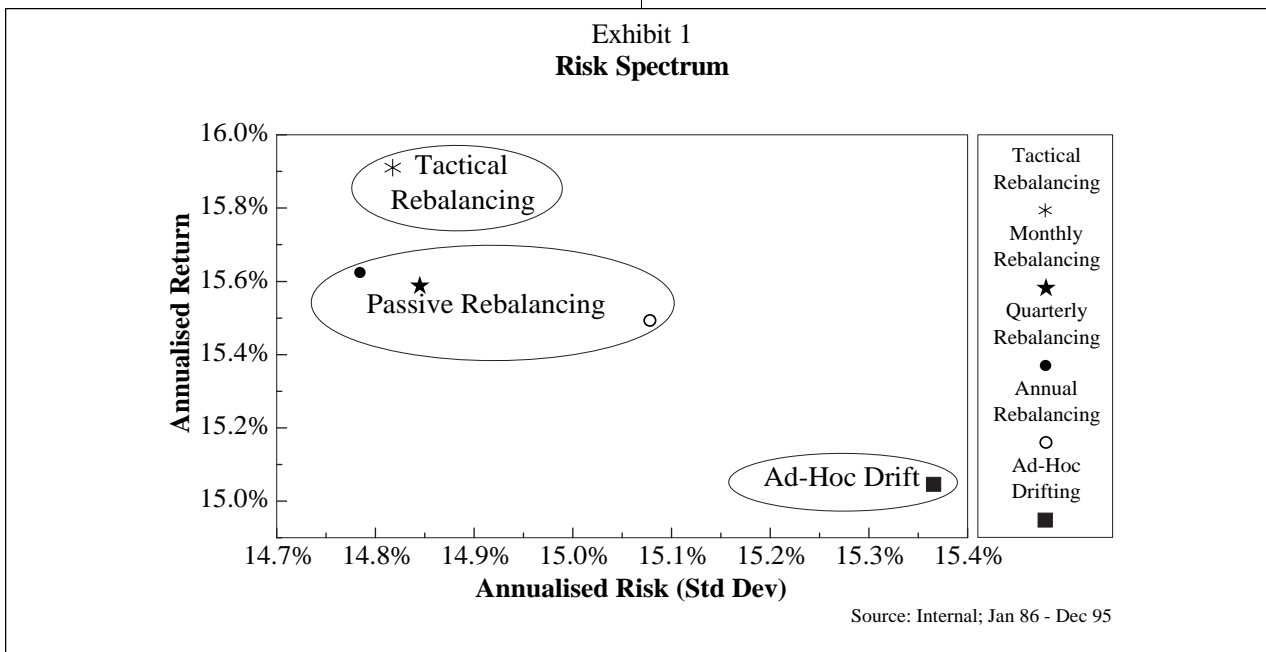 Exhibit 1
Risk Spectrum
Annualised Return
16.0%
15.8%
15.6%
15.4%
15.2%
15.0%
Tactical
Rebalancing
Passive Rebalancing
Ad-Hoc Drift
14.7%
14.8%
14.9%
15.0%
15.1%
15.2%
15.3%
15.4%
Annualised Risk (Std Dev)
Tactical
Rebalancing
Monthly
Rebalancing
Quarterly
Rebalancing
Annual
Rebalancing
Ad-Hoc
Drifting
Source: Internal; Jan 86 - Dec 95